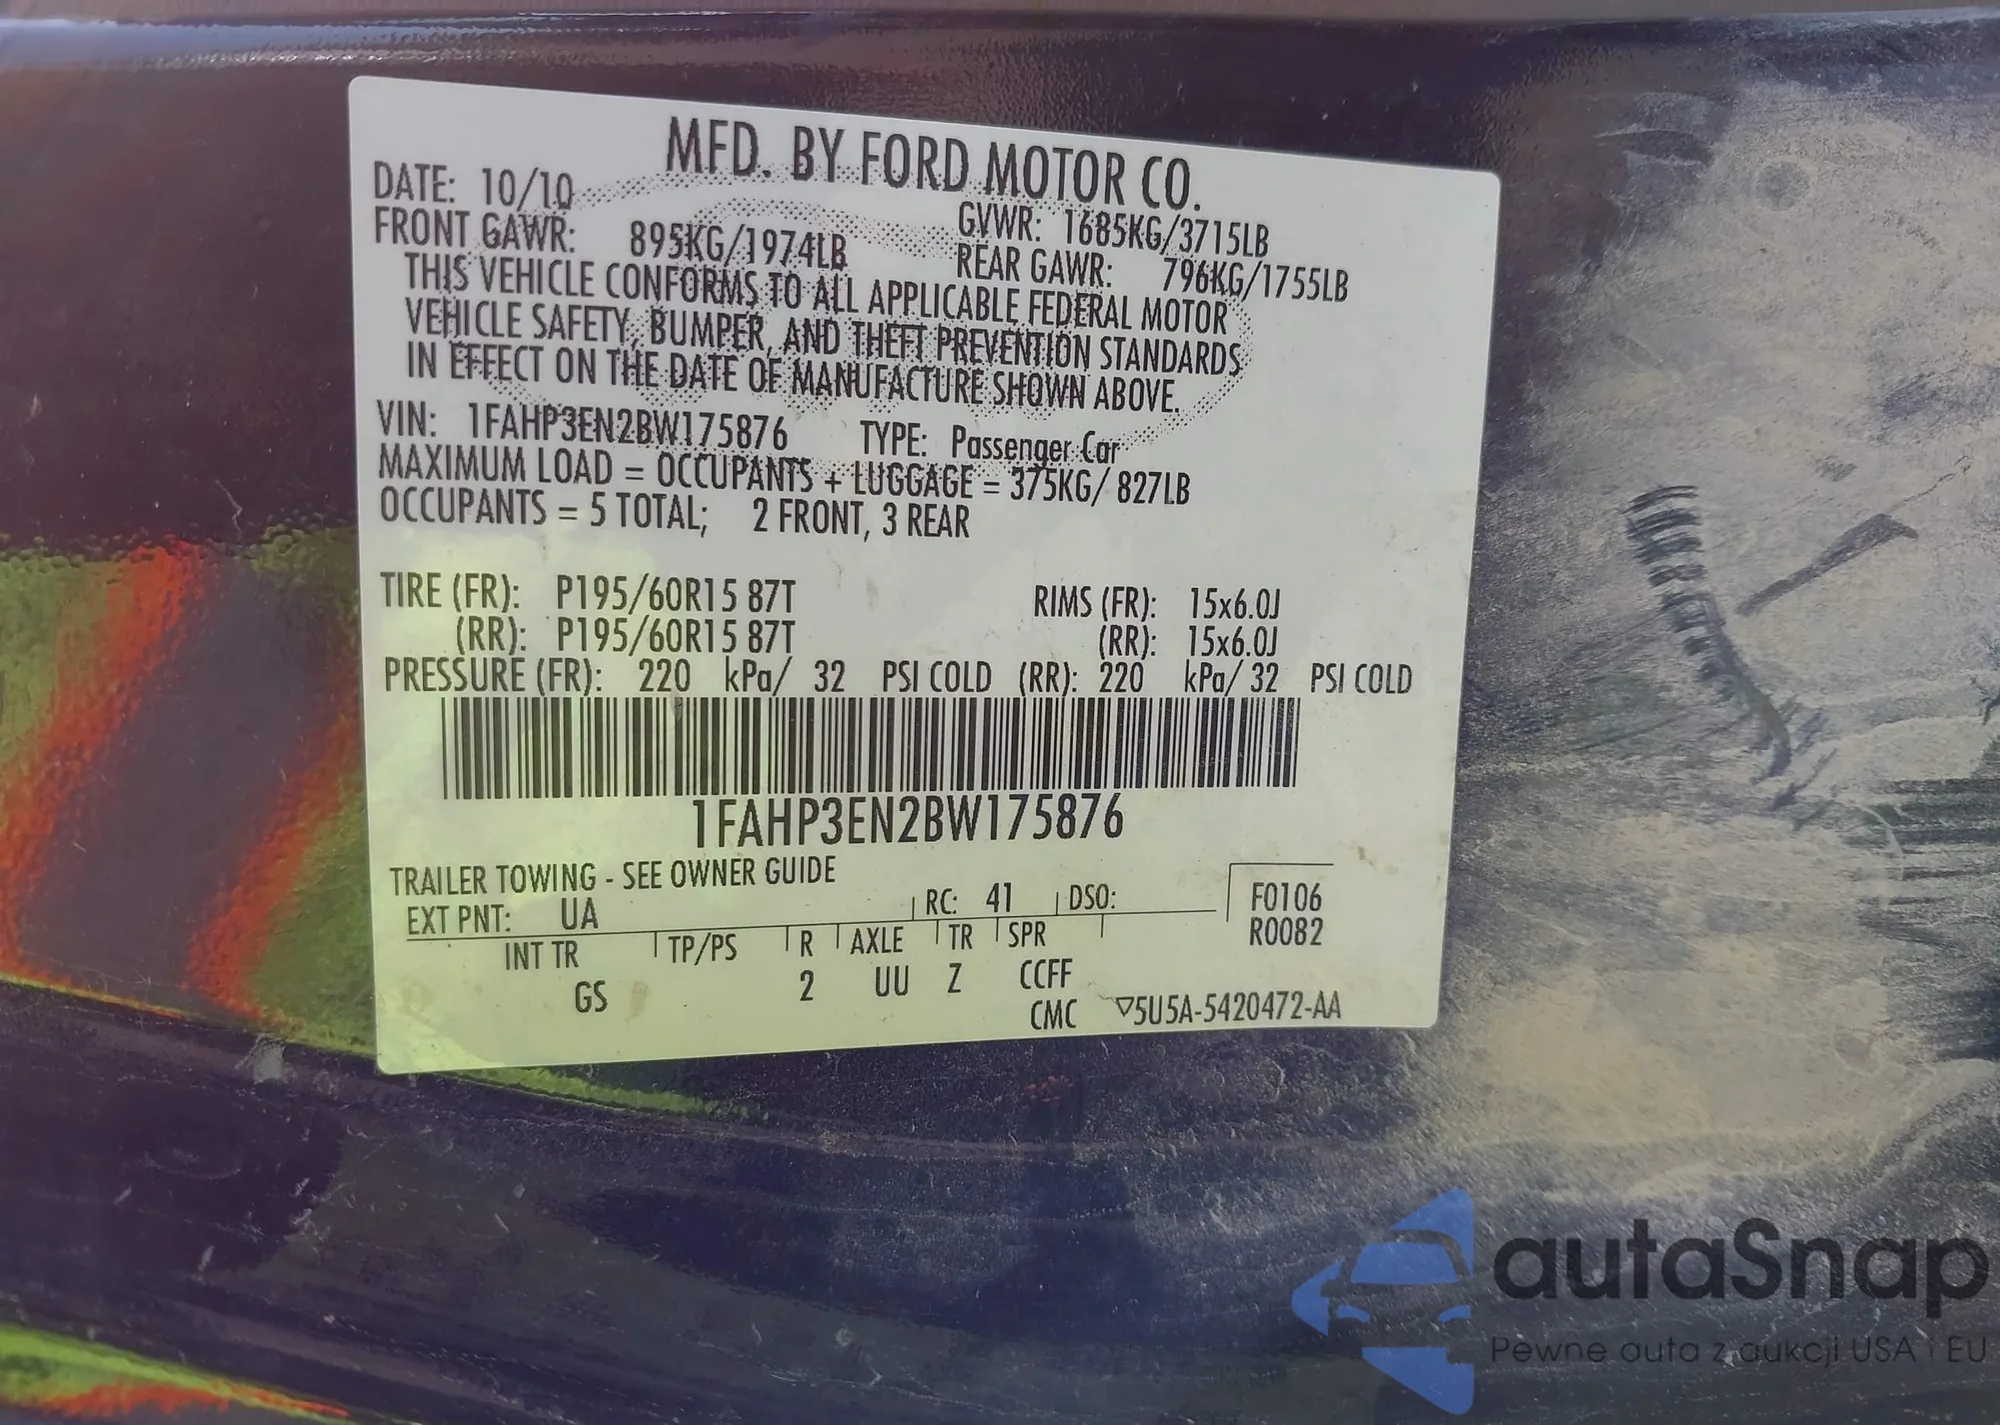 MFD. BY FORD MOTOR CO.
DATE: 10/10
GVWR: 1685KG/3715LB
FRONT GAWR: 895KG/1974LB
REAR GAWR: 796KG/1755LB
THIS VEHICLE CONFORMS TO ALL APPLICABLE FEDERAL MOTOR
VEHICLE SAFETY, BUMPER, AND THEFT PREVENTION STANDARDS
IN EFFECT ON THE DATE OF MANUFACTURE SHOWN ABOVE.
VIN: 1FAHP3EN2BW175876 TYPE: Passenger Car
MAXIMUM LOAD = OCCUPANTS + LUGGAGE = 375KG/ 827LB
OCCUPANTS = 5 TOTAL; 2 FRONT, 3 REAR
TIRE (FR): P195/60R15 87T RIMS (FR): 15x6.0J
(RR): P195/60R15 87T (RR): 15x6.0J
PRESSURE (FR): 220 kPa/ 32 PSI COLD (RR): 220 kPa/ 32 PSI COLD
1FAHP3EN2BW175876
TRAILER TOWING - SEE OWNER GUIDE
EXT PNT: UA RC: 41 DSO: F0106
INT TR TP/PS R AXLE TR SPR R0082
GS 2 UU Z CCFF
CMC ▽5U5A-5420472-AA
autaSnap
Pewne auta z aukcji USA i EU